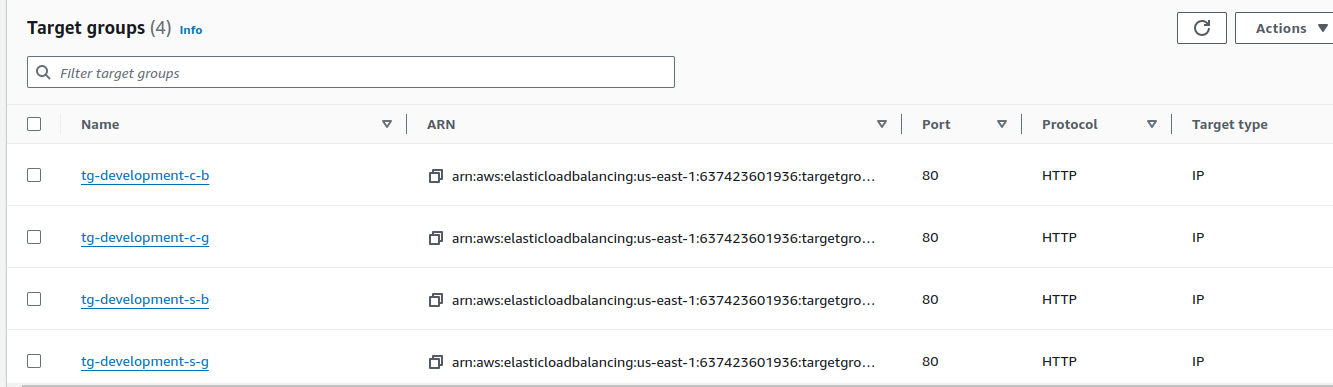 Target groups (4) Info
Actions
Filter target groups
Name ARN Port Protocol Target type
tg-development-c-b arn:aws:elasticloadbalancing:us-east-1:637423601936:targetgro… 80 HTTP IP
tg-development-c-g arn:aws:elasticloadbalancing:us-east-1:637423601936:targetgro… 80 HTTP IP
tg-development-s-b arn:aws:elasticloadbalancing:us-east-1:637423601936:targetgro… 80 HTTP IP
tg-development-s-g arn:aws:elasticloadbalancing:us-east-1:637423601936:targetgro… 80 HTTP IP